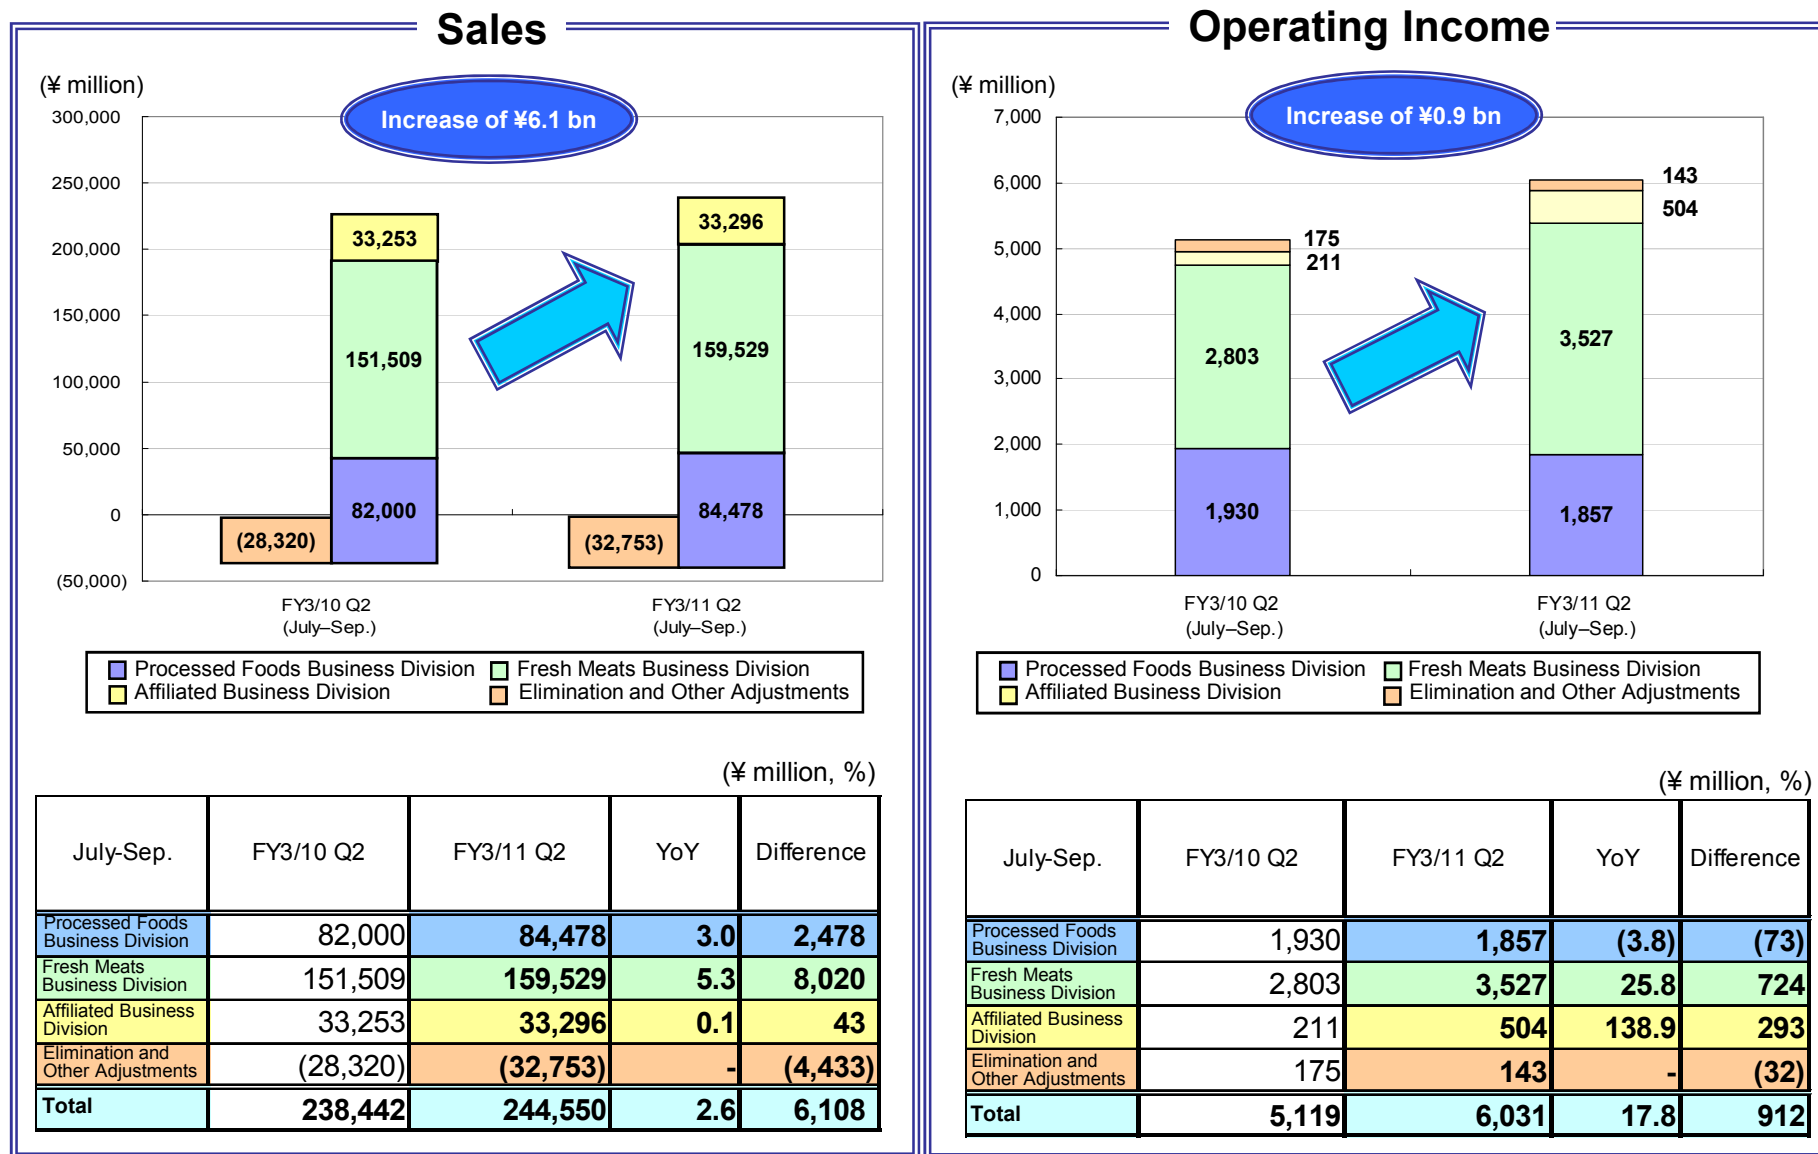 Sales
(¥ million)
Increase of ¥6.1 bn
300,000
250,000
200,000
150,000
100,000
50,000
0
(50,000)
33,253
151,509
82,000
(28,320)
33,296
159,529
84,478
(32,753)
FY3/10 Q2
(July–Sep.)
FY3/11 Q2
(July–Sep.)
Processed Foods Business Division
Fresh Meats Business Division
Affiliated Business Division
Elimination and Other Adjustments
(¥ million, %)
July-Sep. FY3/10 Q2 FY3/11 Q2 YoY Difference
Processed Foods
Business Division 82,000 84,478 3.0 2,478
Fresh Meats
Business Division 151,509 159,529 5.3 8,020
Affiliated Business
Division 33,253 33,296 0.1 43
Elimination and
Other Adjustments (28,320) (32,753) - (4,433)
Total 238,442 244,550 2.6 6,108
Operating Income
(¥ million)
Increase of ¥0.9 bn
7,000
6,000
5,000
4,000
3,000
2,000
1,000
0
175
211
2,803
1,930
143
504
3,527
1,857
FY3/10 Q2
(July–Sep.)
FY3/11 Q2
(July–Sep.)
Processed Foods Business Division
Fresh Meats Business Division
Affiliated Business Division
Elimination and Other Adjustments
(¥ million, %)
July-Sep. FY3/10 Q2 FY3/11 Q2 YoY Difference
Processed Foods
Business Division 1,930 1,857 (3.8) (73)
Fresh Meats
Business Division 2,803 3,527 25.8 724
Affiliated Business
Division 211 504 138.9 293
Elimination and
Other Adjustments 175 143 - (32)
Total 5,119 6,031 17.8 912